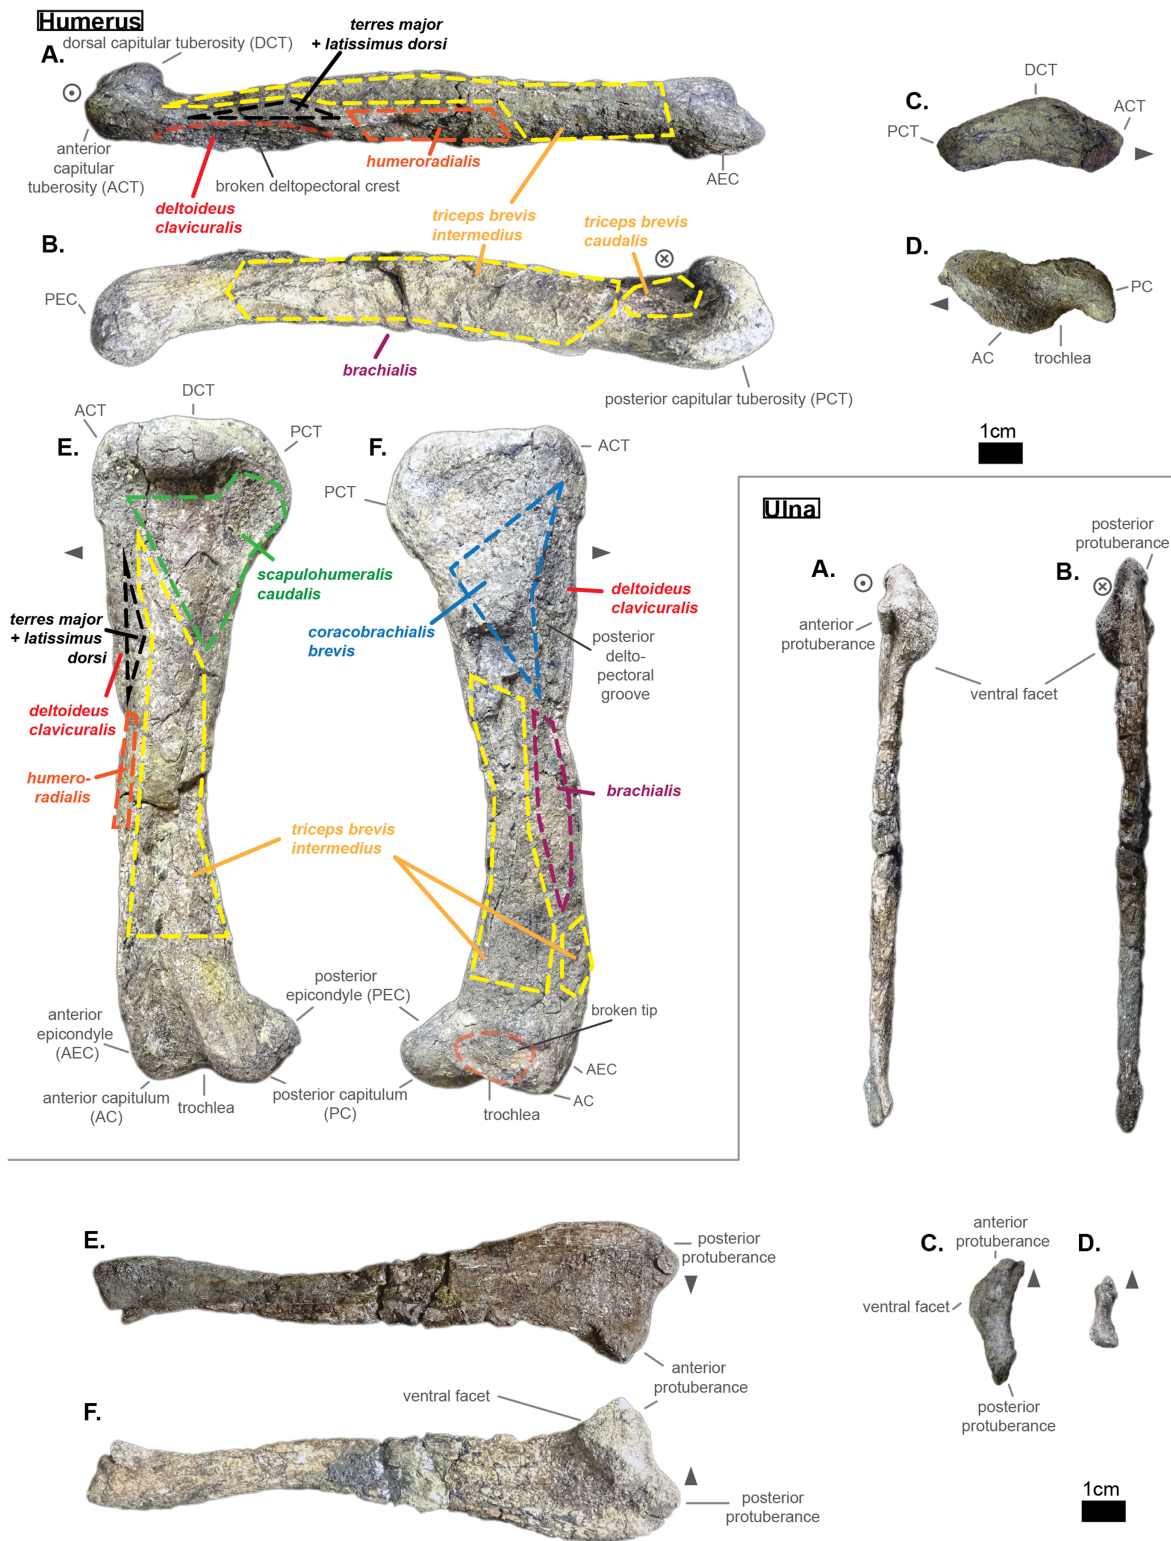 Humerus
A.
dorsal capitular tuberosity (DCT)
terres major
+ latissimus dorsi
anterior
capitular
tuberosity (ACT)
broken deltopectoral crest
deltoideus
clavicuralis
humeroradialis
AEC
triceps brevis
intermedius
triceps brevis
caudalis
B.
PEC
brachialis
posterior capitular tuberosity (PCT)
C.
DCT
ACT
PCT
D.
PC
AC
trochlea
1cm
E.
ACT
DCT
PCT
scapulohumeralis
caudalis
terres major
+ latissimus
dorsi
deltoideus
clavicuralis
humero-
radialis
triceps brevis
intermedius
anterior
epicondyle
(AEC)
anterior capitulum
(AC)
trochlea
posterior capitulum
(PC)
posterior
epicondyle (PEC)
F.
ACT
PCT
deltoideus
clavicuralis
coracobrachialis
brevis
posterior
delto-
pectoral
groove
brachialis
broken tip
AEC
AC
trochlea
Ulna
A.
anterior
protuberance
ventral facet
B.
posterior
protuberance
E.
posterior
protuberance
anterior
protuberance
F.
ventral facet
posterior
protuberance
C.
anterior
protuberance
ventral facet
posterior
protuberance
D.
1cm